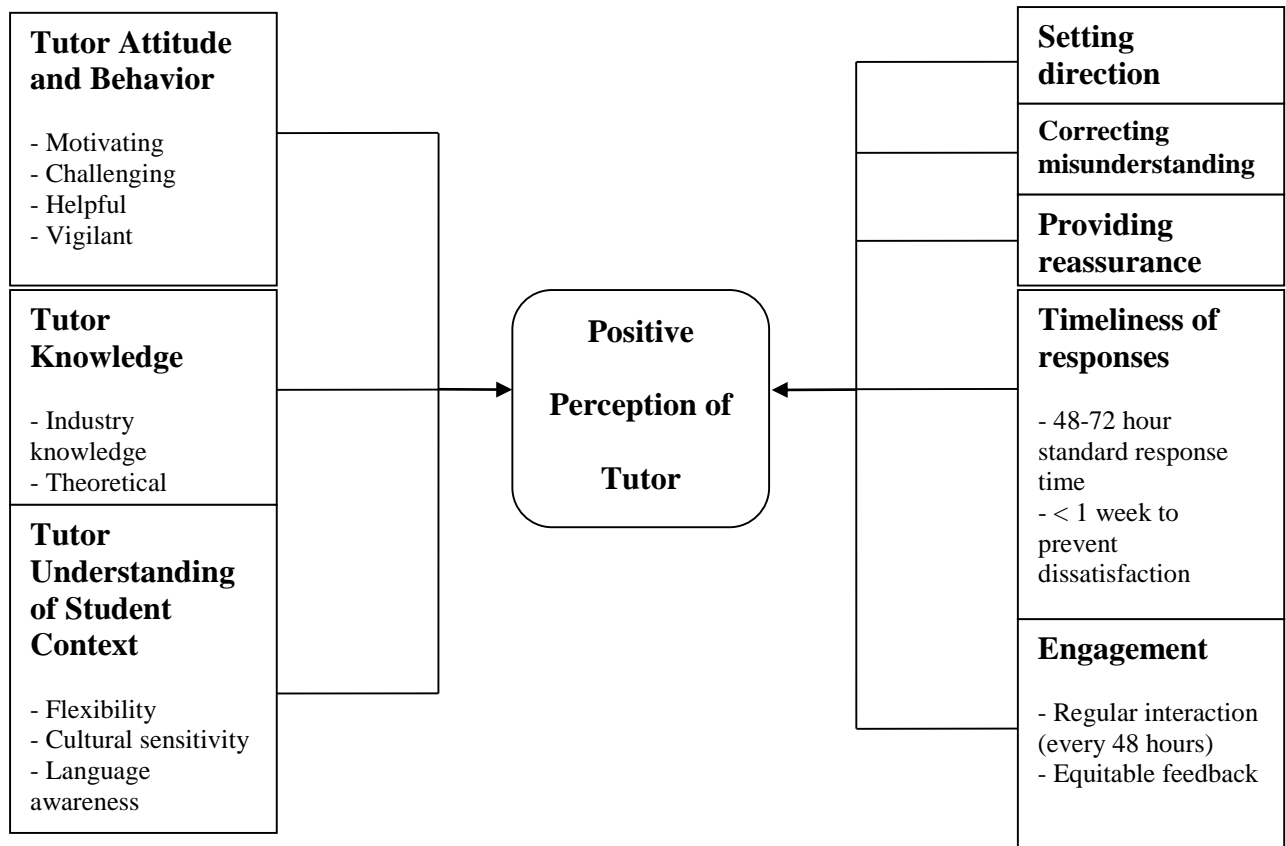 Tutor Attitude
and Behavior
- Motivating
- Challenging
- Helpful
- Vigilant
Tutor
Knowledge
- Industry
knowledge
- Theoretical
Tutor
Understanding
of Student
Context
- Flexibility
- Cultural sensitivity
- Language
awareness
Positive
Perception of
Tutor
Setting
direction
Correcting
misunderstanding
Providing
reassurance
Timeliness of
responses
- 48-72 hour
standard response
time
- < 1 week to
prevent
dissatisfaction
Engagement
- Regular interaction
(every 48 hours)
- Equitable feedback